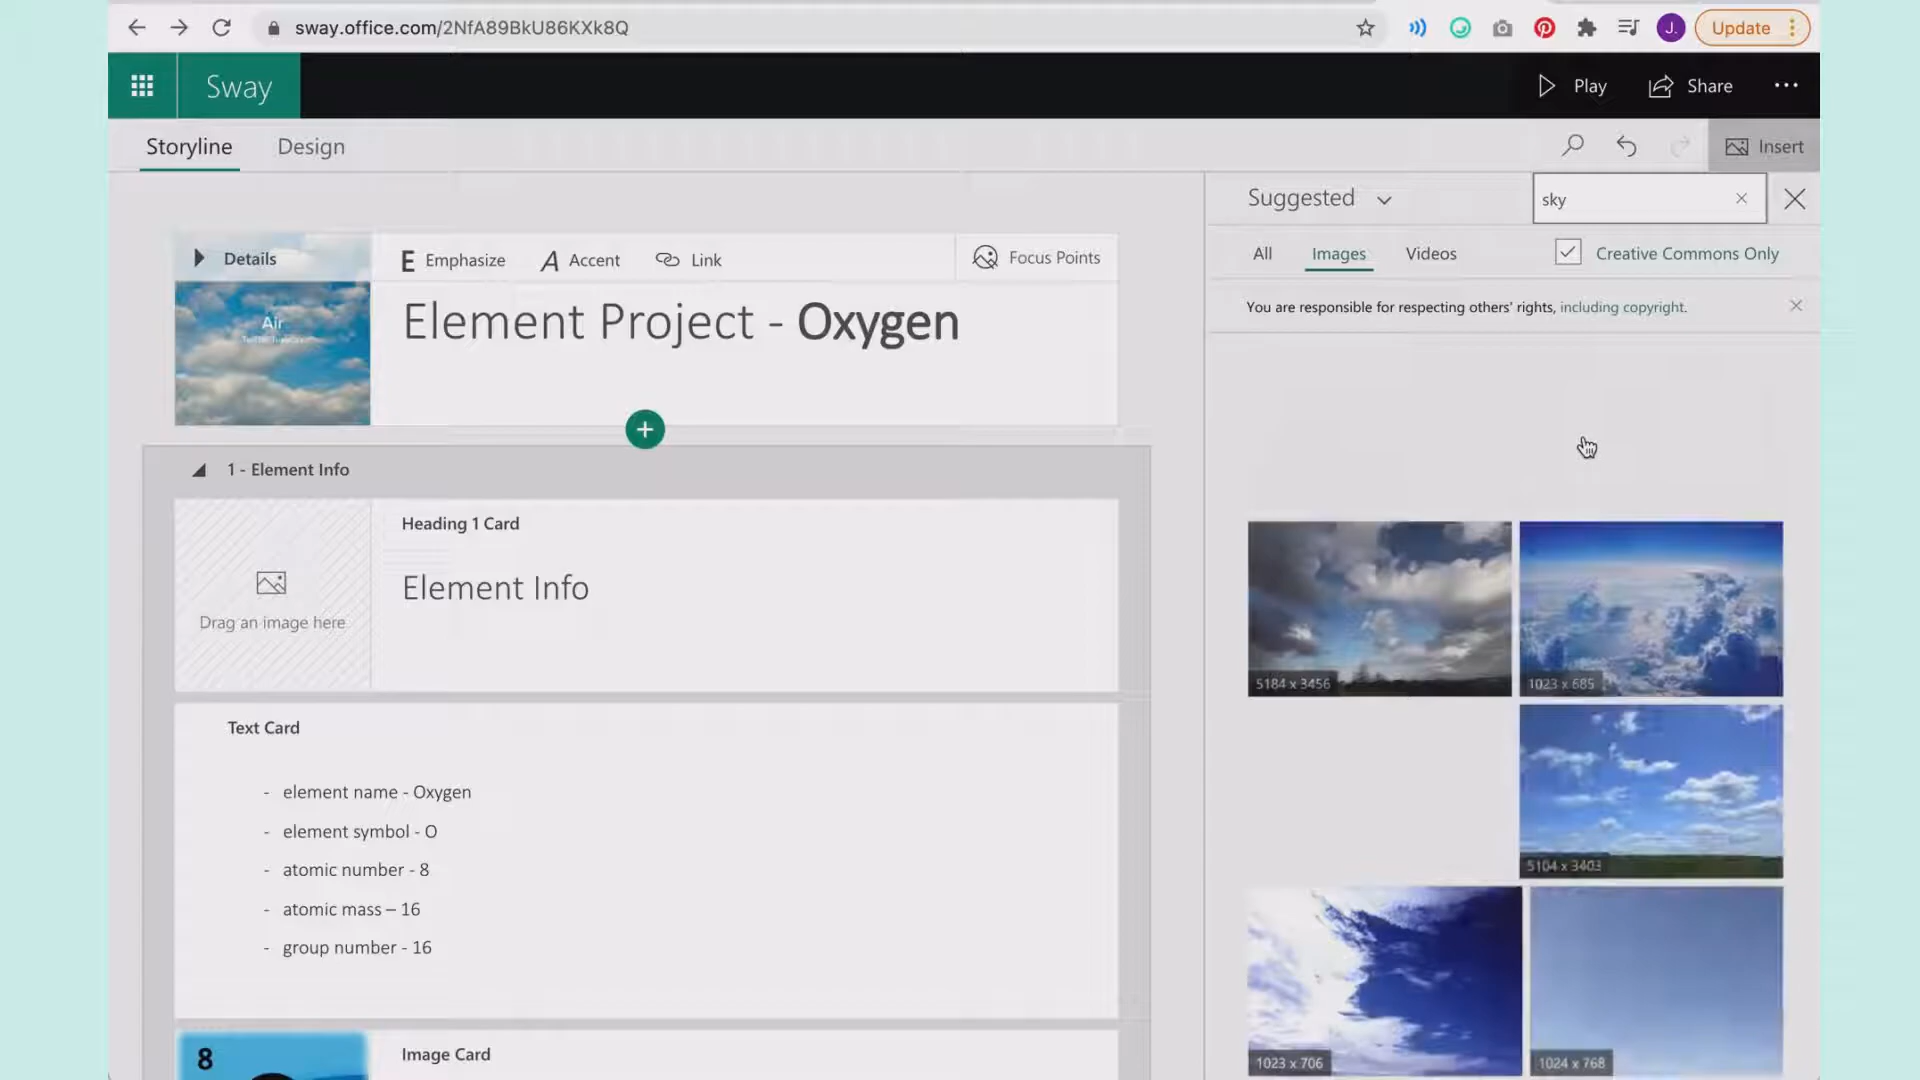 sway.office.com/2NfA89BkU86KXk8Q
J.
Update
Sway
Play
Share
Storyline
Design
Insert
Suggested
sky
Details
E Emphasize
A Accent
Link
Focus Points
All
Images
Videos
Creative Commons Only
Air
Element Project - Oxygen
You are responsible for respecting others' rights, including copyright.
1 - Element Info
Heading 1 Card
Element Info
Drag an image here
5184 x 3456
1023 x 685
Text Card
- element name - Oxygen
- element symbol - O
- atomic number - 8
- atomic mass – 16
- group number - 16
5104 x 3403
8
Image Card
1023 x 706
1024 x 768